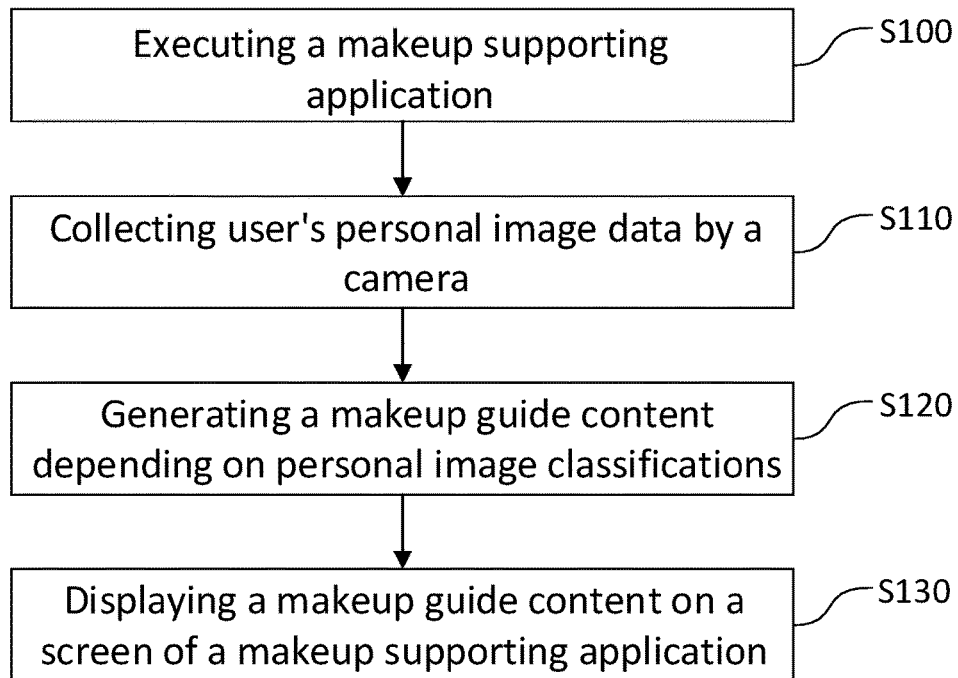 Executing a makeup supporting
application
S100
Collecting user's personal image data by a
camera
S110
Generating a makeup guide content
depending on personal image classifications
S120
Displaying a makeup guide content on a
screen of a makeup supporting application
S130